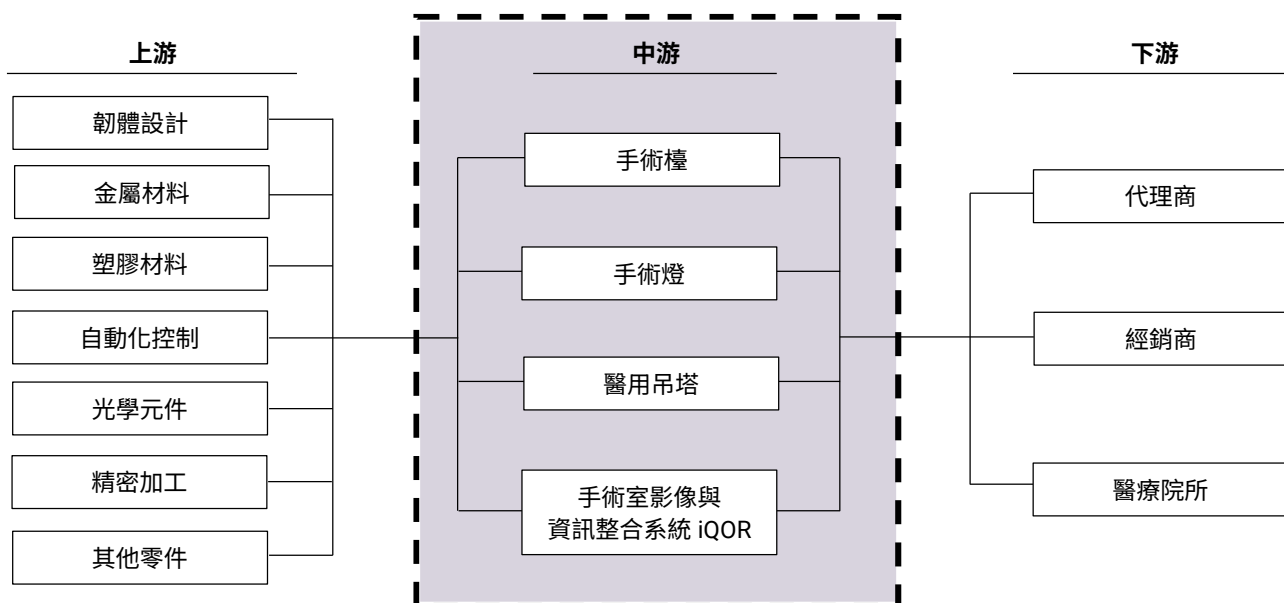 上游
韌體設計
金屬材料
塑膠材料
自動化控制
光學元件
精密加工
其他零件
中游
手術檯
手術燈
醫用吊塔
手術室影像與
資訊整合系統 iQOR
下游
代理商
經銷商
醫療院所